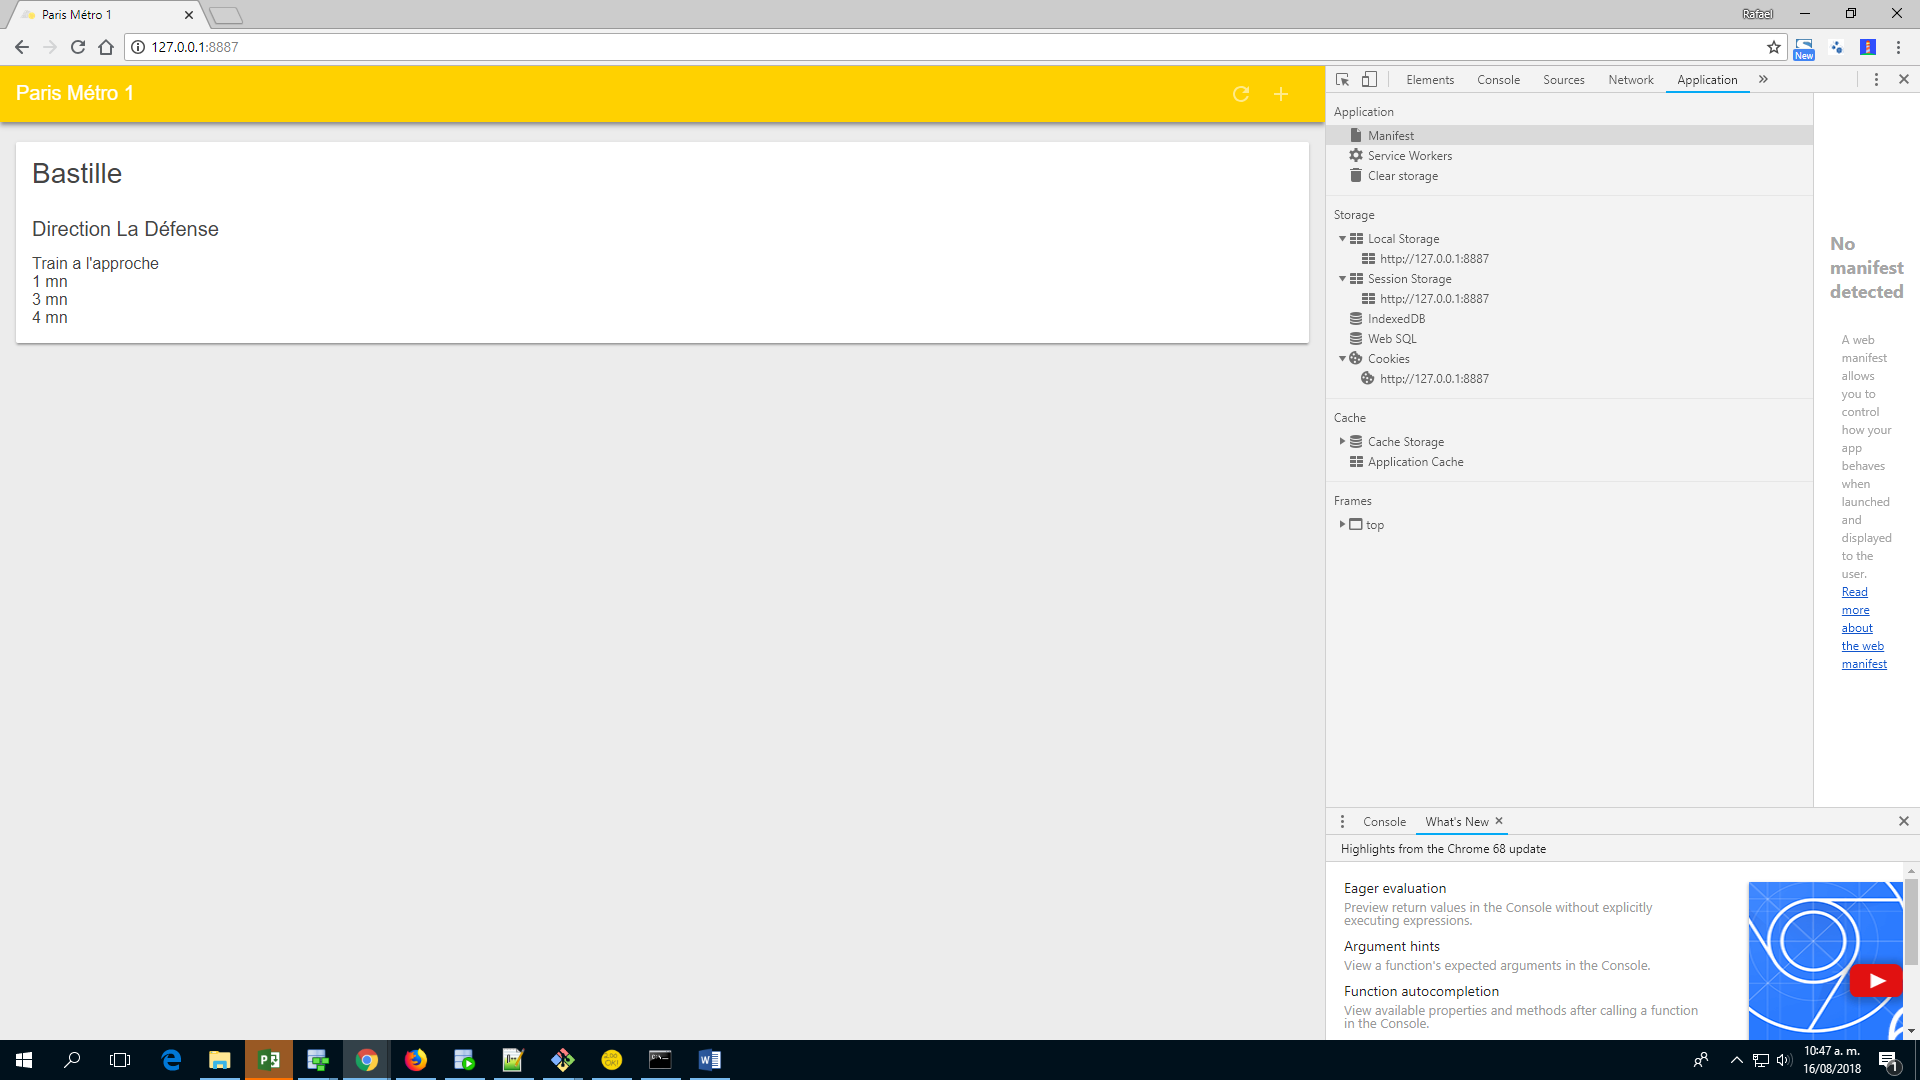 Paris Métro 1
Rafael
127.0.0.1:8887
New
Paris Métro 1
Bastille
Direction La Défense
Train a l'approche
1 mn
3 mn
4 mn
Elements Console Sources Network Application
Application
Manifest
Service Workers
Clear storage
Storage
Local Storage
http://127.0.0.1:8887
Session Storage
http://127.0.0.1:8887
IndexedDB
Web SQL
Cookies
http://127.0.0.1:8887
Cache
Cache Storage
Application Cache
Frames
top
No
manifest
detected
A web
manifest
allows
you to
control
how your
app
behaves
when
launched
and
displayed
to the
user.
Read
more
about
the web
manifest
Console What's New
Highlights from the Chrome 68 update
Eager evaluation
Preview return values in the Console without explicitly
executing expressions.
Argument hints
View a function's expected arguments in the Console.
Function autocompletion
View available properties and methods after calling a function
in the Console.
10:47 a. m.
16/08/2018
1